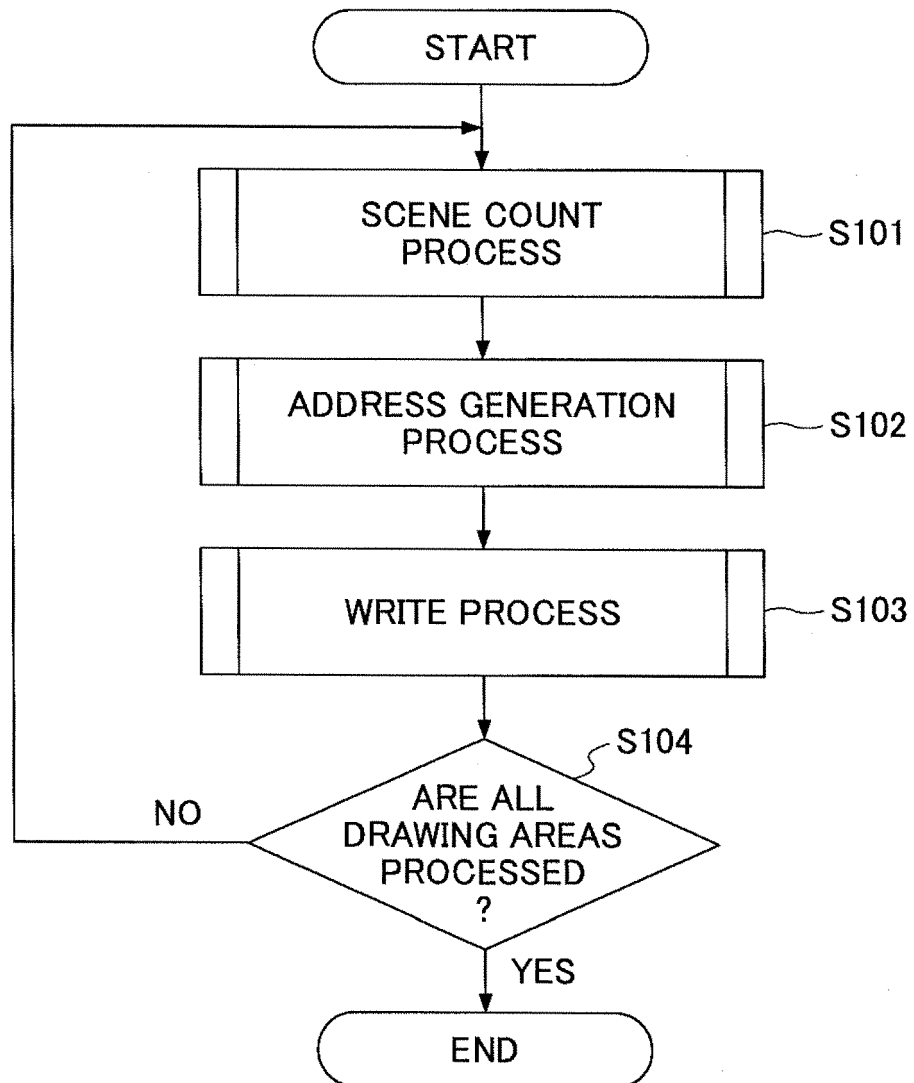 START
SCENE COUNT
PROCESS
S101
ADDRESS GENERATION
PROCESS
S102
WRITE PROCESS
S103
S104
ARE ALL
DRAWING AREAS
PROCESSED
?
NO
YES
END